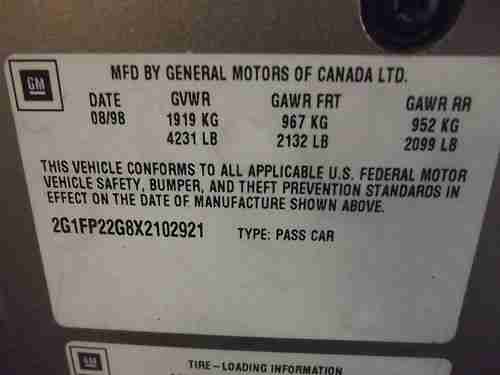 GM
MFD BY GENERAL MOTORS OF CANADA LTD.
DATE GVWR GAWR FRT GAWR RR
08/98 1919 KG 967 KG 952 KG
4231 LB 2132 LB 2099 LB
THIS VEHICLE CONFORMS TO ALL APPLICABLE U.S. FEDERAL MOTOR
VEHICLE SAFETY, BUMPER, AND THEFT PREVENTION STANDARDS IN
EFFECT ON THE DATE OF MANUFACTURE SHOWN ABOVE.
2G1FP22G8X2102921 TYPE: PASS CAR
GM
TIRE-LOADING INFORMATION